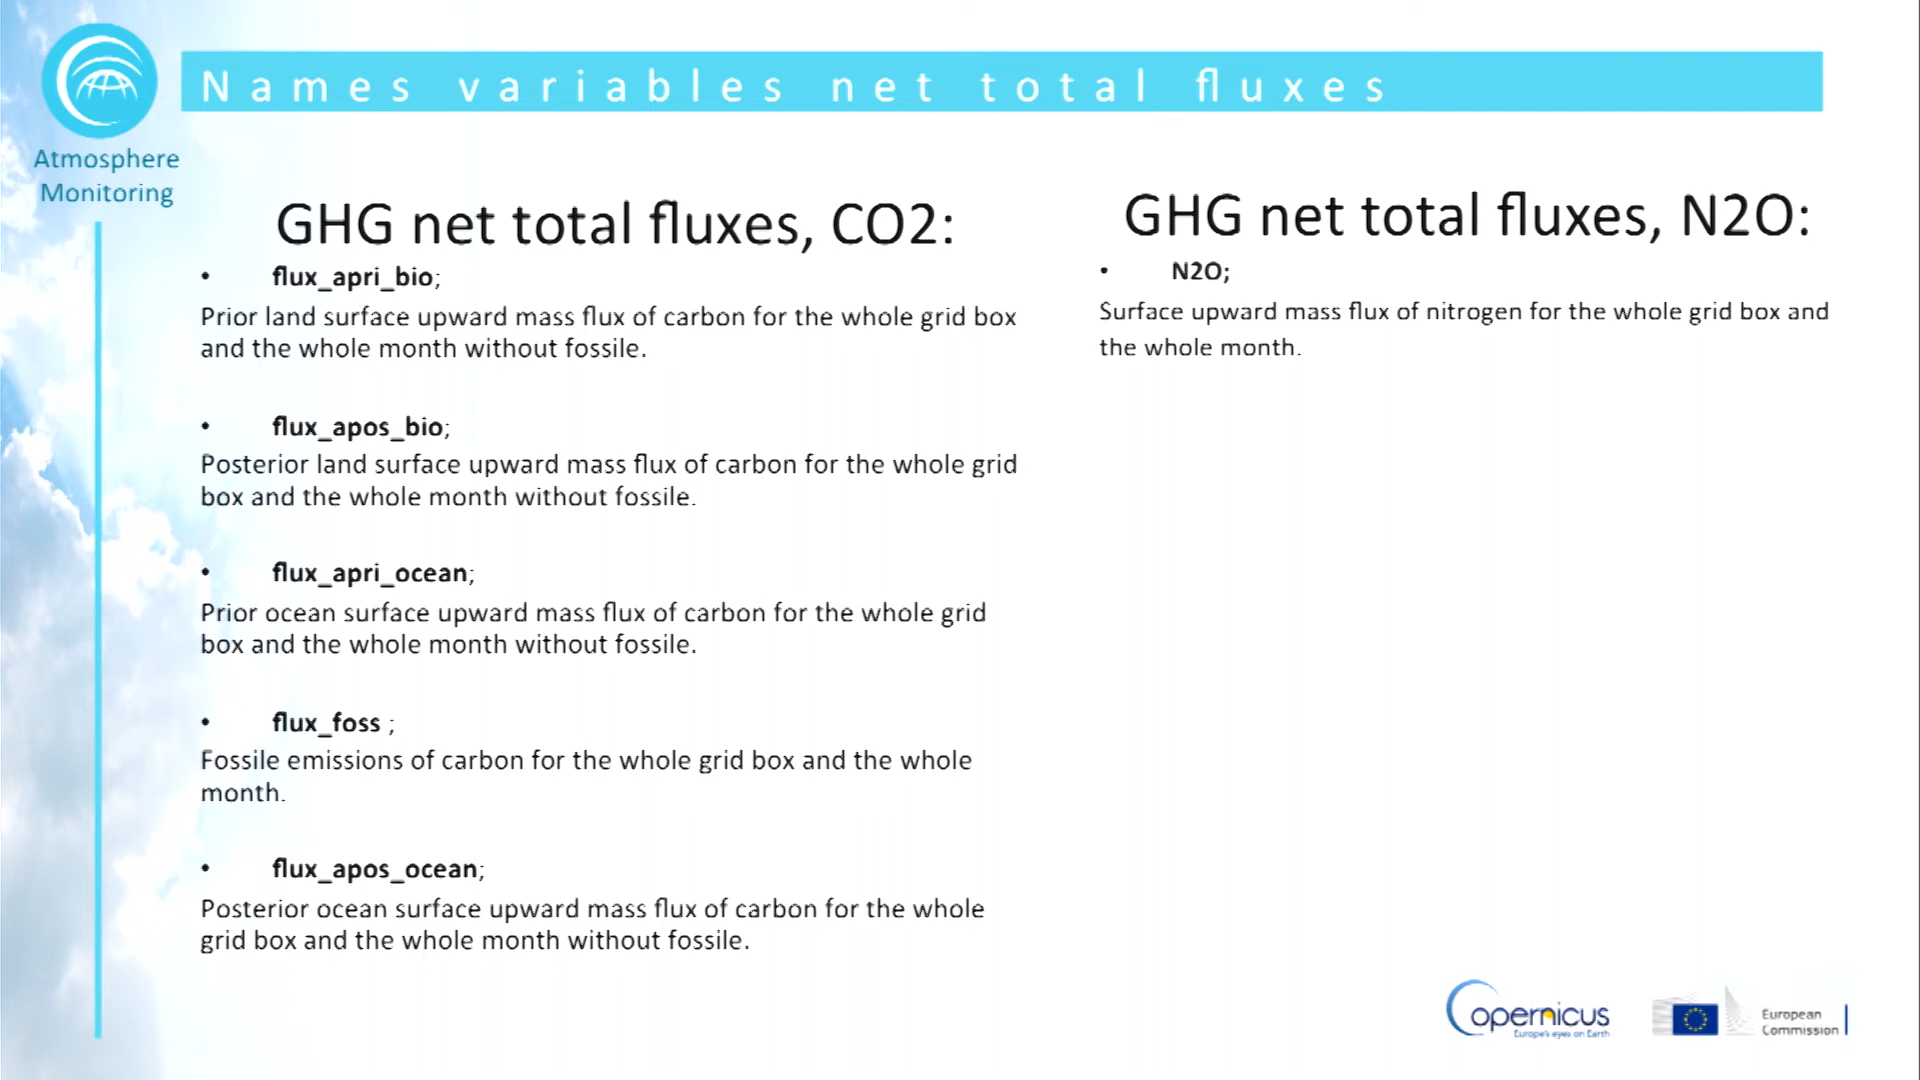 Names variables net total fluxes
Atmosphere
Monitoring
GHG net total fluxes, CO2:
• flux_apri_bio;
Prior land surface upward mass flux of carbon for the whole grid box
and the whole month without fossile.
• flux_apos_bio;
Posterior land surface upward mass flux of carbon for the whole grid
box and the whole month without fossile.
• flux_apri_ocean;
Prior ocean surface upward mass flux of carbon for the whole grid
box and the whole month without fossile.
• flux_foss ;
Fossile emissions of carbon for the whole grid box and the whole
month.
• flux_apos_ocean;
Posterior ocean surface upward mass flux of carbon for the whole
grid box and the whole month without fossile.
GHG net total fluxes, N2O:
• N2O;
Surface upward mass flux of nitrogen for the whole grid box and
the whole month.
Copernicus
Europe's eyes on Earth
European
Commission